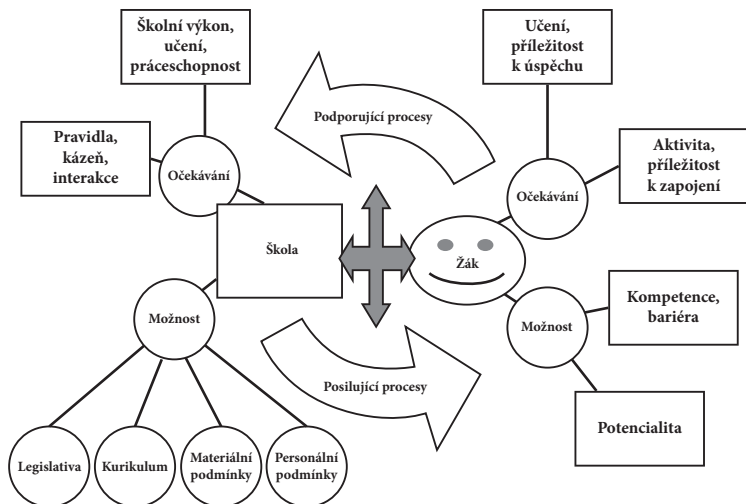 Školní výkon,
učení,
práceschopnost
Učení,
příležitost
k úspěchu
Podporující procesy
Pravidla,
kázeň,
interakce
Očekávání
Aktivita,
příležitost
k zapojení
Očekávání
Škola
Žák
Možnost
Kompetence,
bariéra
Možnost
Posilující procesy
Potencialita
Legislativa
Kurikulum
Materiální
podmínky
Personální
podmínky